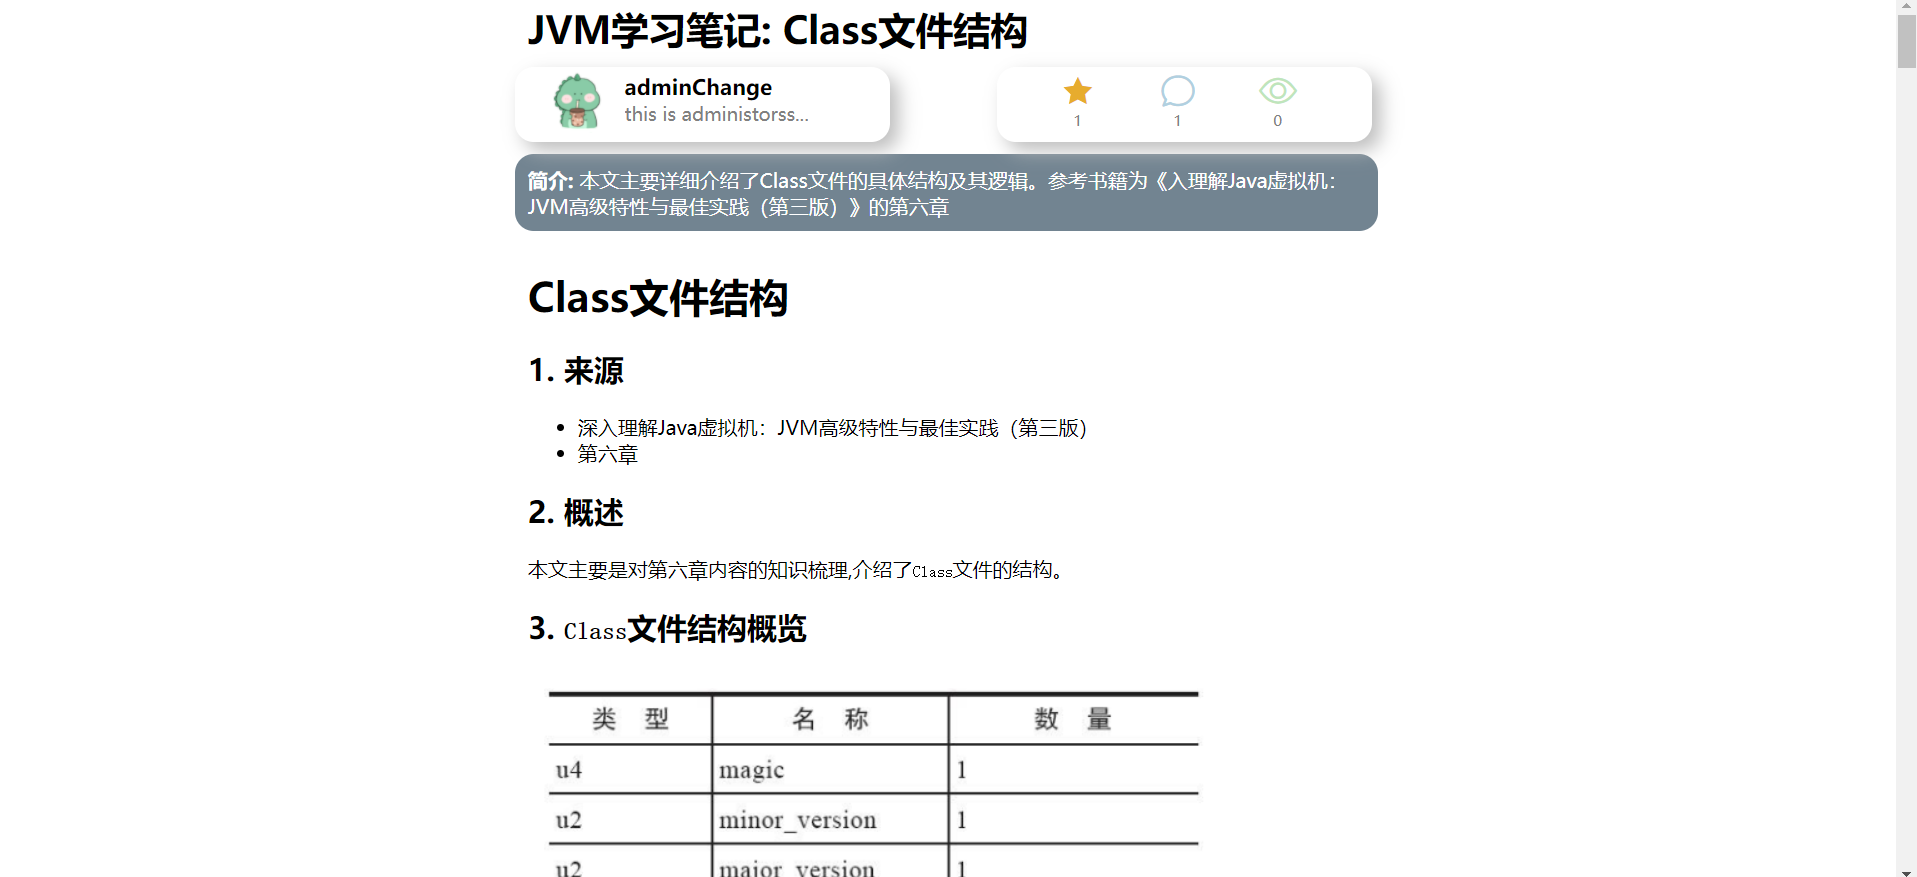 JVM学习笔记: Class文件结构
adminChange
this is administorss...
1 1 0
简介: 本文主要详细介绍了Class文件的具体结构及其逻辑。参考书籍为《入理解Java虚拟机：
JVM高级特性与最佳实践（第三版）》的第六章
Class文件结构
1. 来源
• 深入理解Java虚拟机：JVM高级特性与最佳实践（第三版）
• 第六章
2. 概述
本文主要是对第六章内容的知识梳理,介绍了Class文件的结构。
3. Class文件结构概览
类 型 名 称 数 量
u4 magic 1
u2 minor_version 1
u2 major_version 1